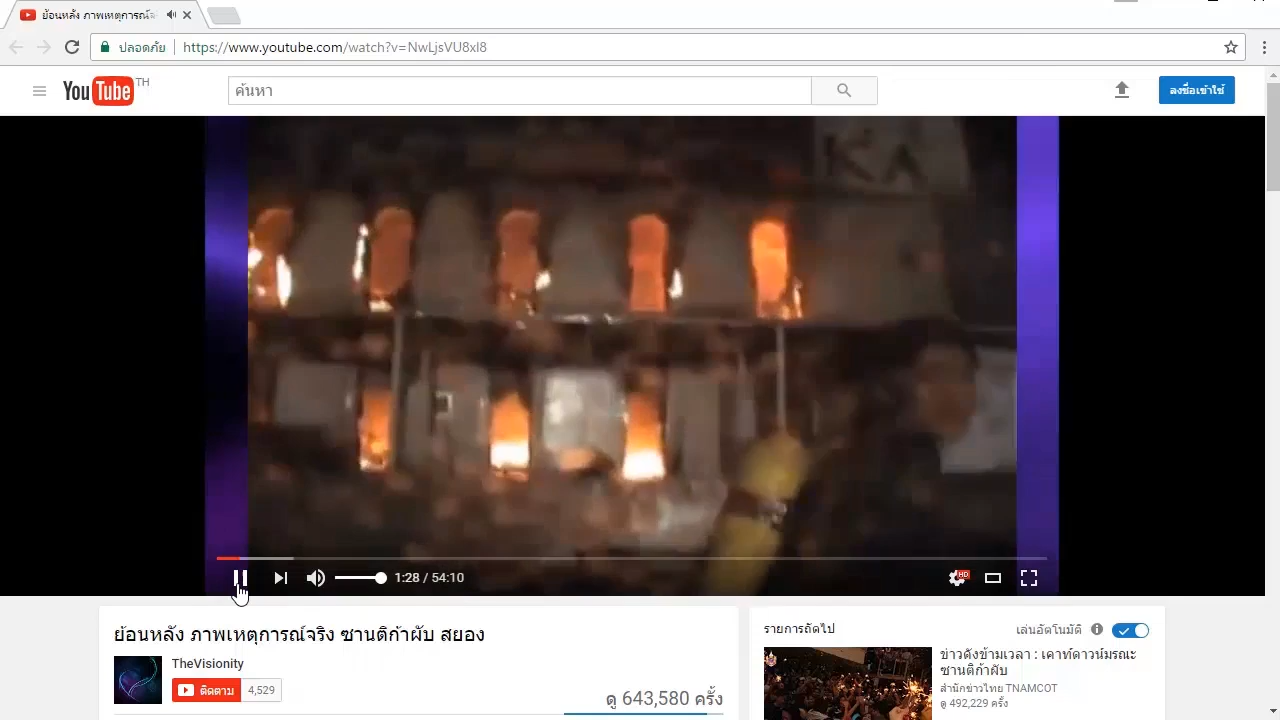 ย้อนหลัง ภาพเหตุการณ์จ
ปลอดภัย
https://www.youtube.com/watch?v=NwLjsVU8xl8
YouTube TH
ค้นหา
ลงชื่อเข้าใช้
KA
1:28 / 54:10
HD
ย้อนหลัง ภาพเหตุการณ์จริง ซานติก้าผับ สยอง
TheVisionity
ติดตาม 4,529
ดู 643,580 ครั้ง
รายการถัดไป
เล่นอัตโนมัติ
ข่าวดังข้ามเวลา : เคาท์ดาวน์มรณะ
ซานติก้าผับ
สำนักข่าวไทย TNAMCOT
ดู 492,229 ครั้ง